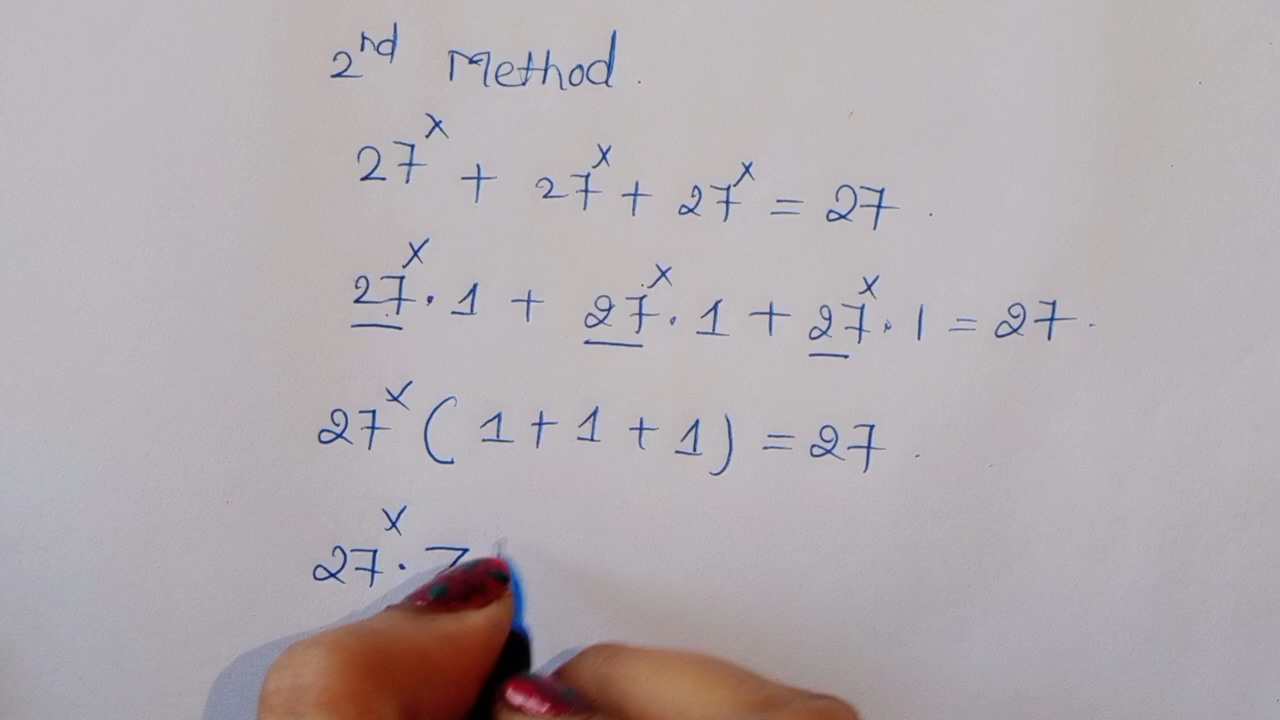 2nd Method.
27^x + 27^x + 27^x = 27.
27^x · 1 + 27^x · 1 + 27^x · 1 = 27.
27^x (1 + 1 + 1) = 27.
27^x ·